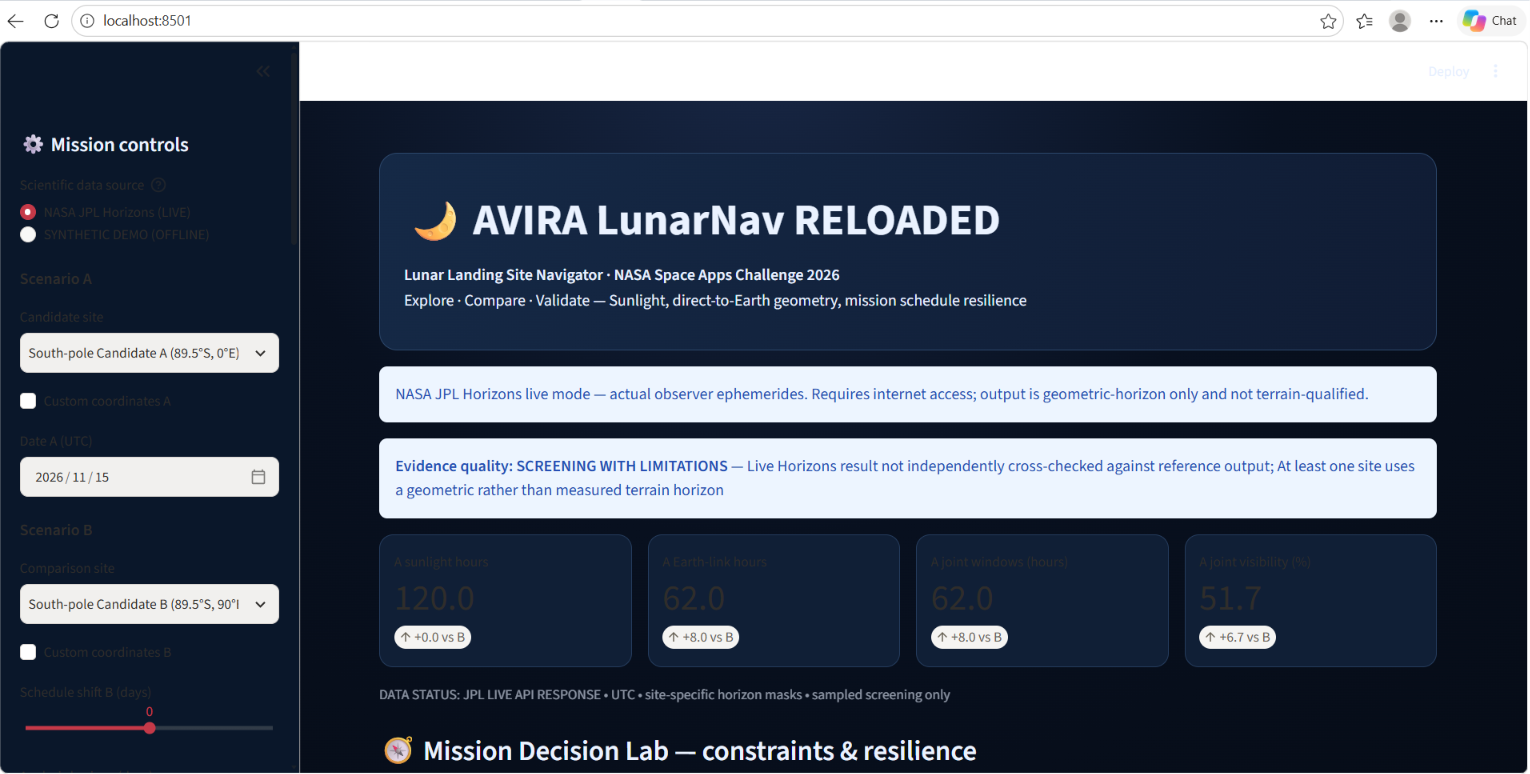 localhost:8501
Chat
Deploy
Mission controls
Scientific data source
NASA JPL Horizons (LIVE)
SYNTHETIC DEMO (OFFLINE)
Scenario A
Candidate site
South-pole Candidate A (89.5°S, 0°E)
Custom coordinates A
Date A (UTC)
2026/11/15
Scenario B
Comparison site
South-pole Candidate B (89.5°S, 90°
Custom coordinates B
Schedule shift B (days)
0
AVIRA LunarNav RELOADED
Lunar Landing Site Navigator · NASA Space Apps Challenge 2026
Explore · Compare · Validate — Sunlight, direct-to-Earth geometry, mission schedule resilience
NASA JPL Horizons live mode — actual observer ephemerides. Requires internet access; output is geometric-horizon only and not terrain-qualified.
Evidence quality: SCREENING WITH LIMITATIONS — Live Horizons result not independently cross-checked against reference output; At least one site uses
a geometric rather than measured terrain horizon
A sunlight hours
120.0
↑ +0.0 vs B
A Earth-link hours
62.0
↑ +8.0 vs B
A joint windows (hours)
62.0
↑ +8.0 vs B
A joint visibility (%)
51.7
↑ +6.7 vs B
DATA STATUS: JPL LIVE API RESPONSE • UTC • site-specific horizon masks • sampled screening only
Mission Decision Lab — constraints & resilience